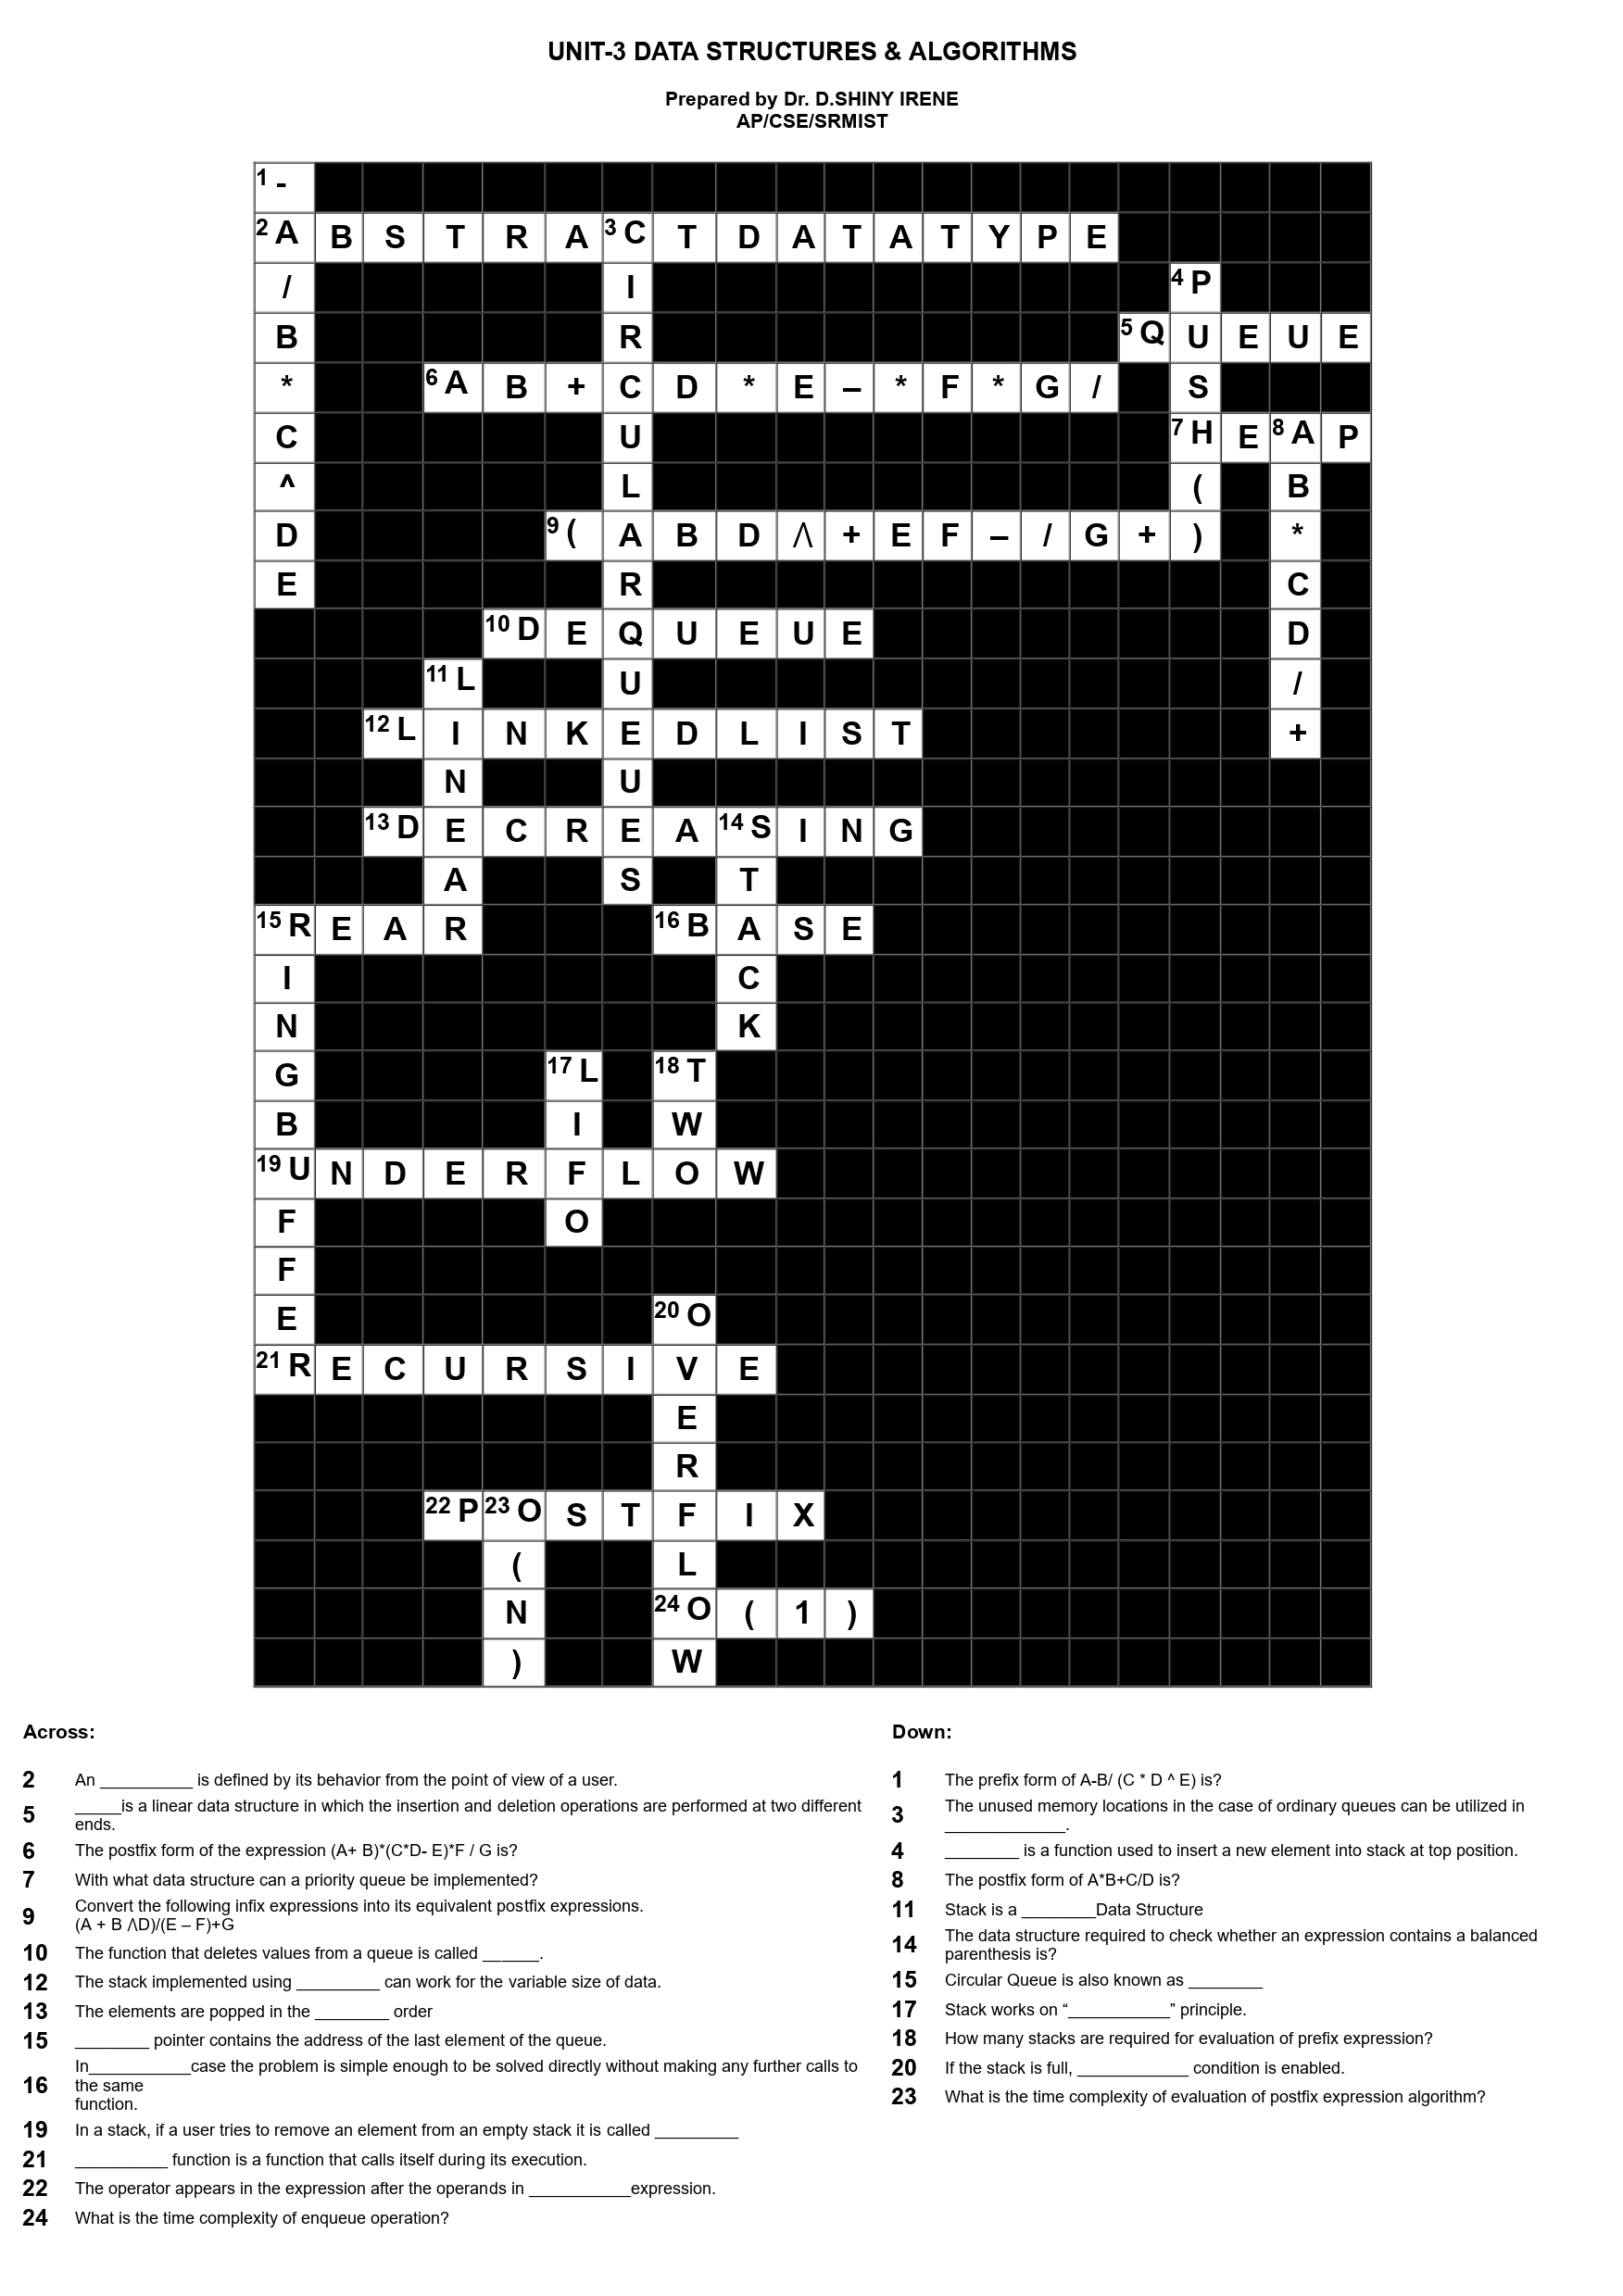 UNIT-3 DATA STRUCTURES & ALGORITHMS
Prepared by Dr. D.SHINY IRENE
AP/CSE/SRMIST
1 -
2 A B S T R A 3 C T D A T A T Y P E
/ I 4 P
B R 5 Q U E U E
* 6 A B + C D * E – * F * G / S
C U 7 H E 8 A P
^ L ( B
D 9 ( A B D /\ + E F – / G + ) *
E R C
10 D E Q U E U E D
11 L U /
12 L I N K E D L I S T +
N U
13 D E C R E A 14 S I N G
A S T
15 R E A R 16 B A S E
I C
N K
G 17 L 18 T
B I W
19 U N D E R F L O W
F O
F
E 20 O
21 R E C U R S I V E
E
R
22 P 23 O S T F I X
( L
N 24 O ( 1 )
) W
Across:
2 An __________ is defined by its behavior from the point of view of a user.
5 _____is a linear data structure in which the insertion and deletion operations are performed at two different
ends.
6 The postfix form of the expression (A+ B)*(C*D- E)*F / G is?
7 With what data structure can a priority queue be implemented?
9 Convert the following infix expressions into its equivalent postfix expressions.
(A + B /\D)/(E – F)+G
10 The function that deletes values from a queue is called ______.
12 The stack implemented using _________ can work for the variable size of data.
13 The elements are popped in the ________ order
15 ________ pointer contains the address of the last element of the queue.
16 In___________case the problem is simple enough to be solved directly without making any further calls to
the same
function.
19 In a stack, if a user tries to remove an element from an empty stack it is called _________
21 __________ function is a function that calls itself during its execution.
22 The operator appears in the expression after the operands in ___________expression.
24 What is the time complexity of enqueue operation?
Down:
1 The prefix form of A-B/ (C * D ^ E) is?
3 The unused memory locations in the case of ordinary queues can be utilized in
_____________.
4 ________ is a function used to insert a new element into stack at top position.
8 The postfix form of A*B+C/D is?
11 Stack is a ________Data Structure
14 The data structure required to check whether an expression contains a balanced
parenthesis is?
15 Circular Queue is also known as ________
17 Stack works on “___________” principle.
18 How many stacks are required for evaluation of prefix expression?
20 If the stack is full, ____________ condition is enabled.
23 What is the time complexity of evaluation of postfix expression algorithm?